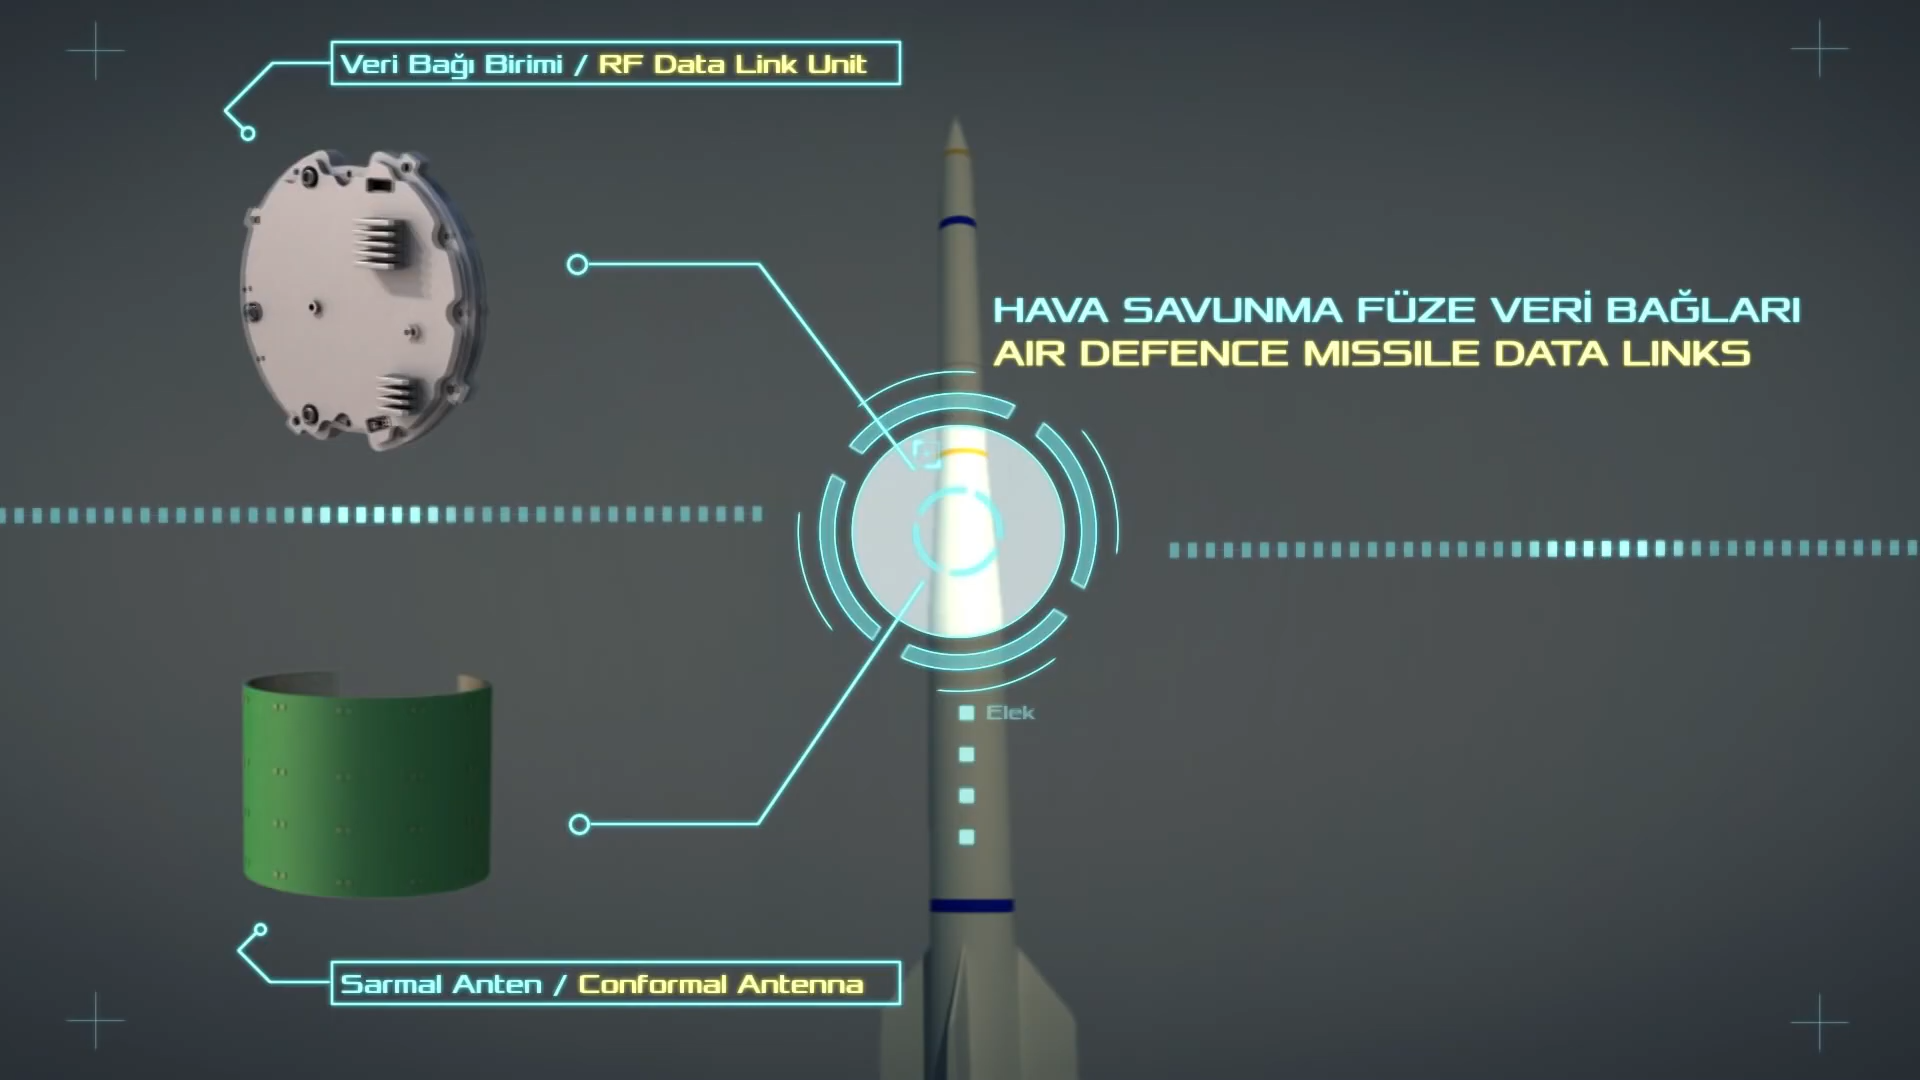 Veri Bağı Birimi / RF Data Link Unit
HAVA SAVUNMA FÜZE VERİ BAĞLARI
AIR DEFENCE MISSILE DATA LINKS
Elek
Sarmal Anten / Conformal Antenna